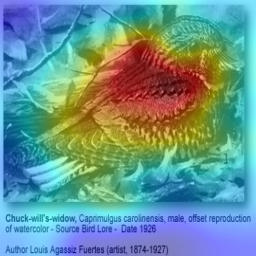 Chuck-will's-widow, Caprimulgus carolinensis, male, offset reproduction
of watercolor - Source Bird Lore - Date 1926
Author Louis Agassiz Fuertes (artist, 1874-1927)